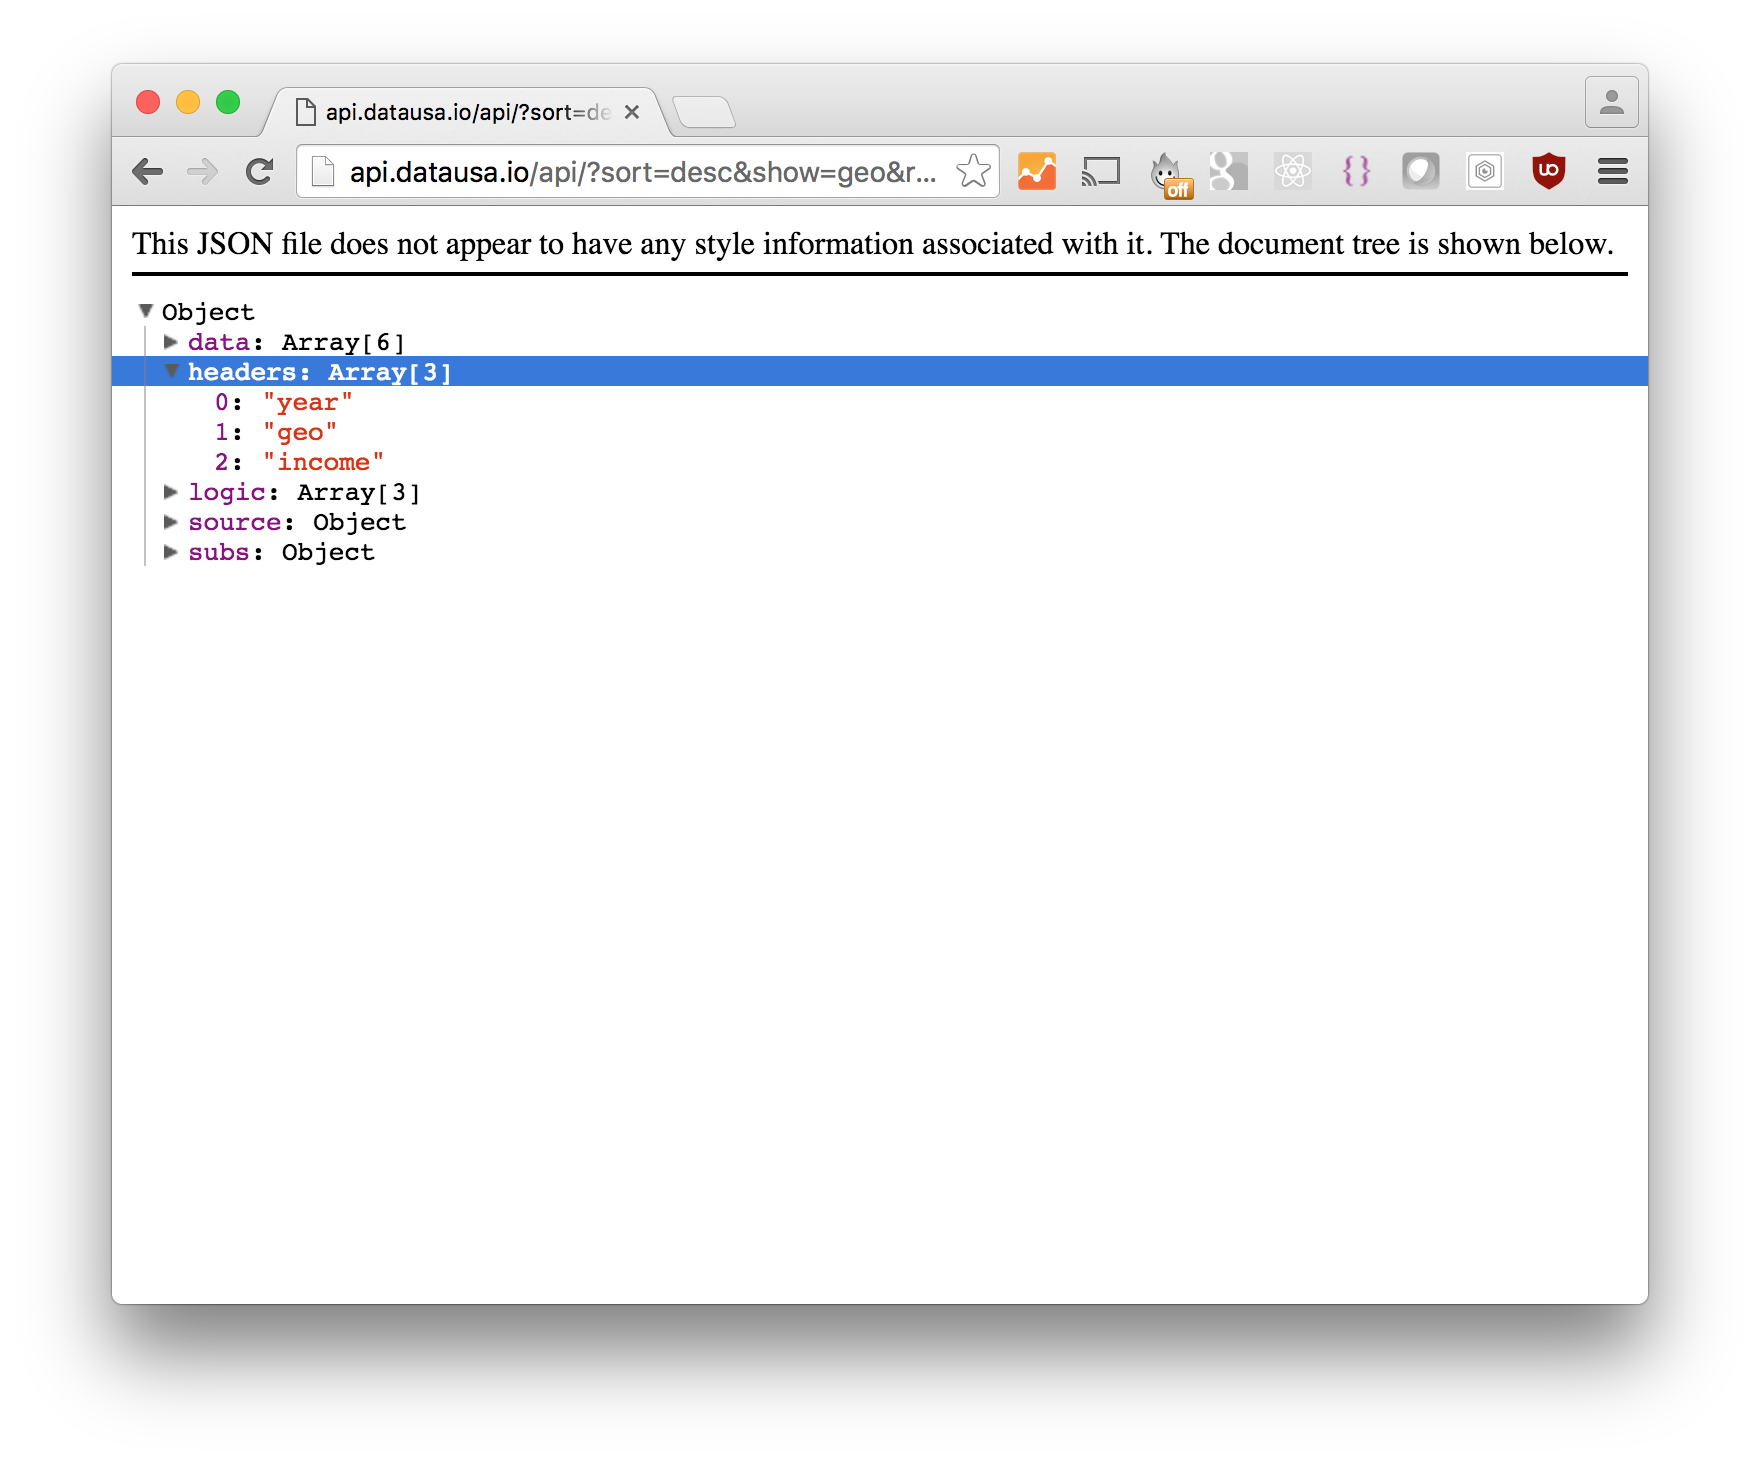 api.datausa.io/api/?sort=de
api.datausa.io/api/?sort=desc&show=geo&r...
off
This JSON file does not appear to have any style information associated with it. The document tree is shown below.
Object
data: Array[6]
headers: Array[3]
0: "year"
1: "geo"
2: "income"
logic: Array[3]
source: Object
subs: Object